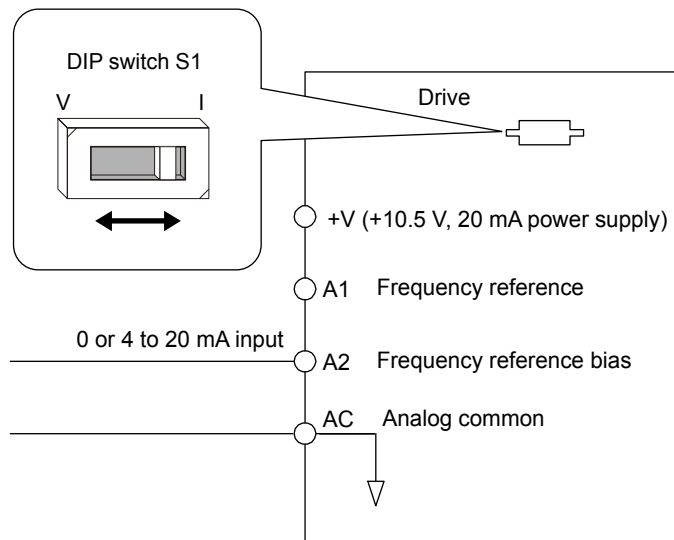 DIP switch S1
V I
Drive
+V (+10.5 V, 20 mA power supply)
A1 Frequency reference
0 or 4 to 20 mA input
A2 Frequency reference bias
AC Analog common